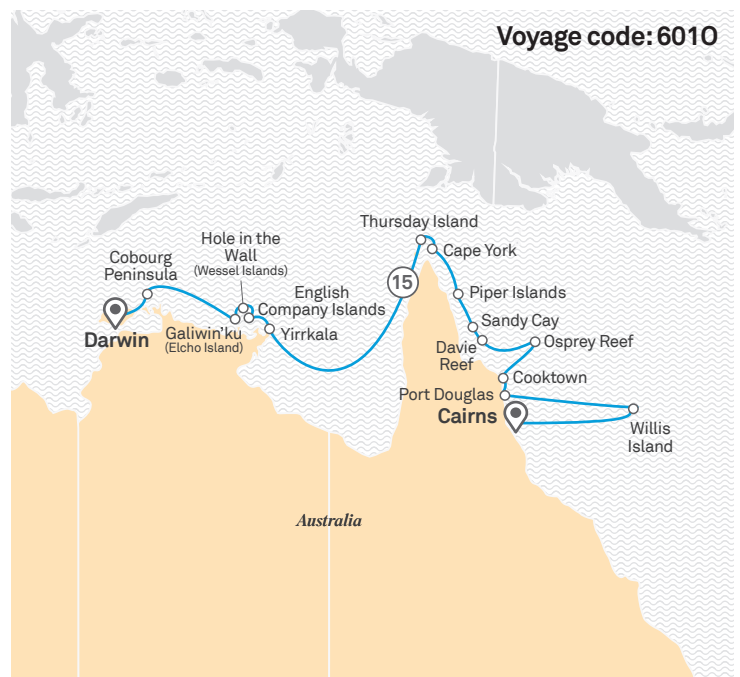 Voyage code: 601O
Thursday Island
Cape York
Hole in the
Wall
(Wessel Islands)
Cobourg
Peninsula
15
English
Company Islands
Piper Islands
Sandy Cay
Darwin
Galiwin'ku
(Elcho Island)
Yirrkala
Davie
Reef
Osprey Reef
Cooktown
Port Douglas
Cairns
Willis
Island
Australia